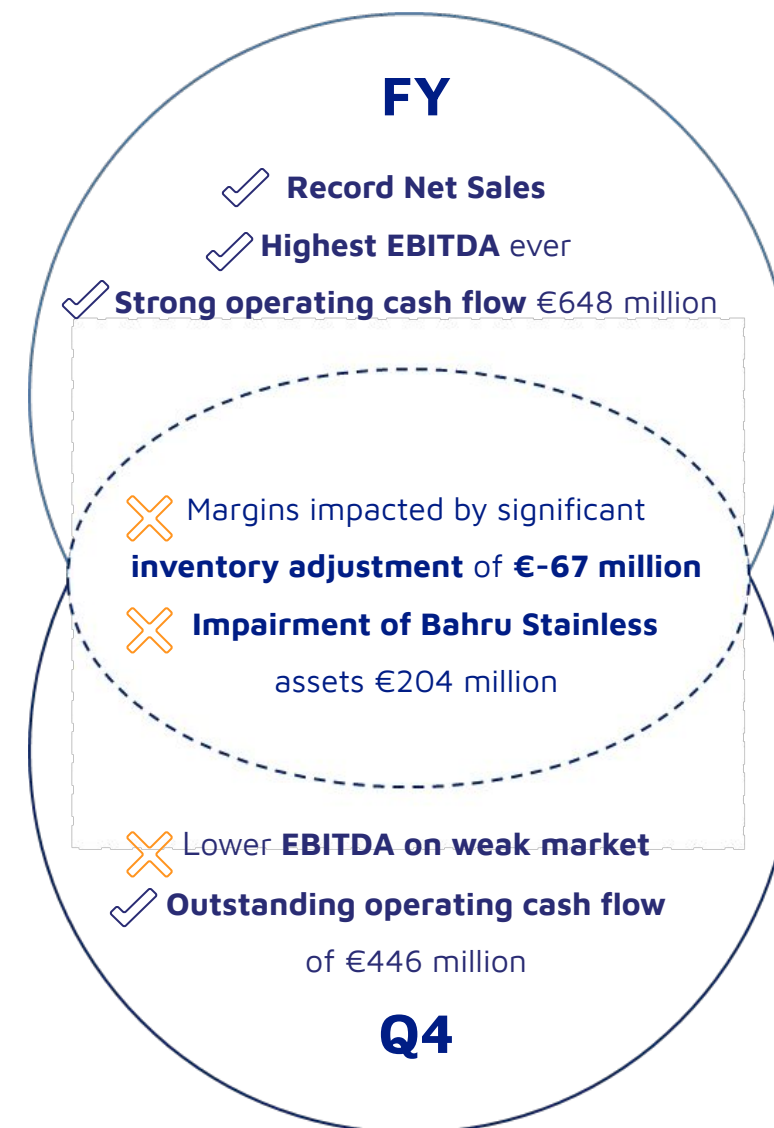 FY
Record Net Sales
Highest EBITDA ever
Strong operating cash flow €648 million
Margins impacted by significant
inventory adjustment of €-67 million
Impairment of Bahru Stainless
assets €204 million
Lower EBITDA on weak market
Outstanding operating cash flow
of €446 million
Q4